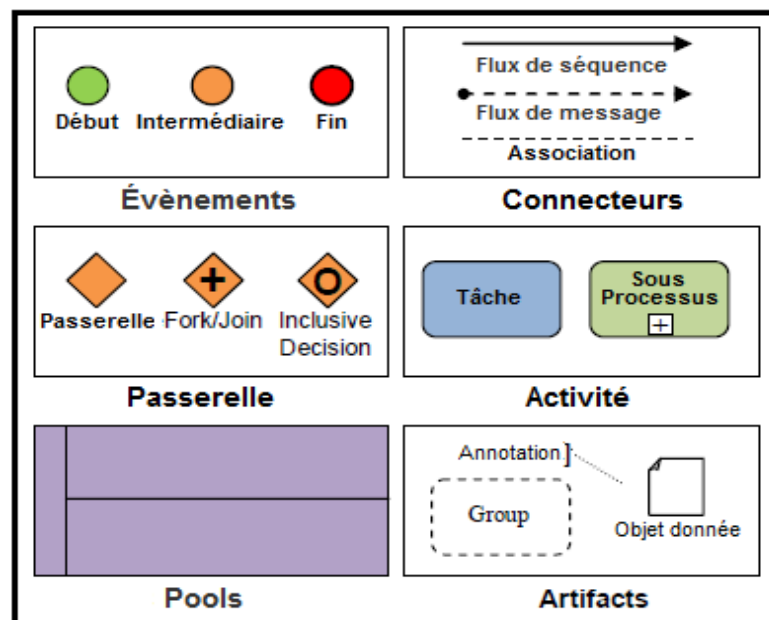 Début Intermédiaire Fin
Évènements
Flux de séquence
Flux de message
Association
Connecteurs
Passerelle Fork/Join Inclusive
Decision
Passerelle
Tâche
Sous
Processus
Activité
Pools
Annotation
Group
Objet donnée
Artifacts